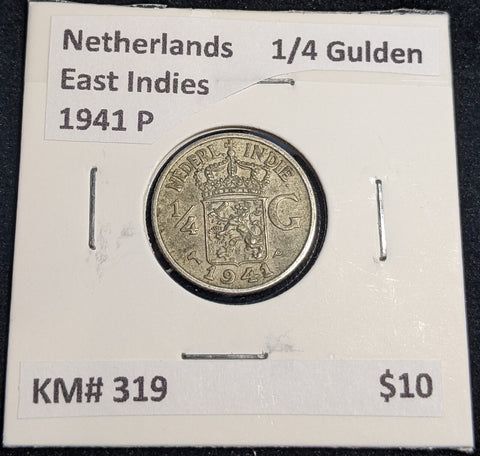 Netherlands 1/4 Gulden
East Indies
1941 P
NEDERL INDIE
1/4 G
P
1941
KM# 319 $10